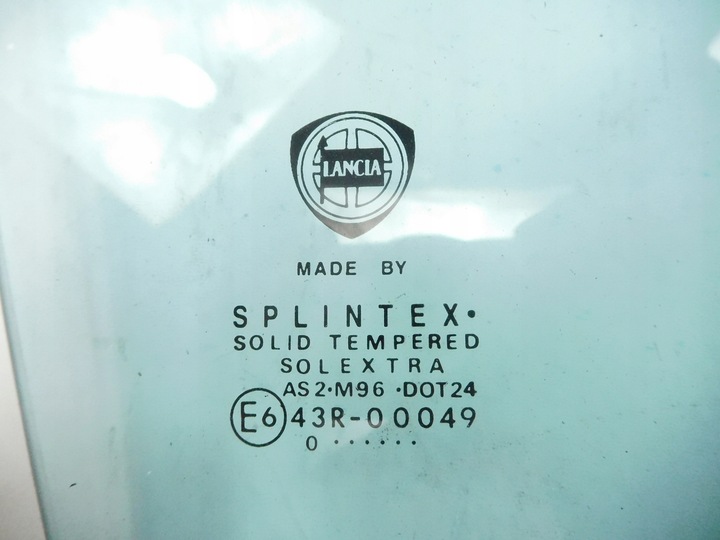 LANCIA
MADE BY
SPLINTEX•
SOLID TEMPERED
SOLEXTRA
AS2•M96 •DOT24
E6 43R-00049
0 ······